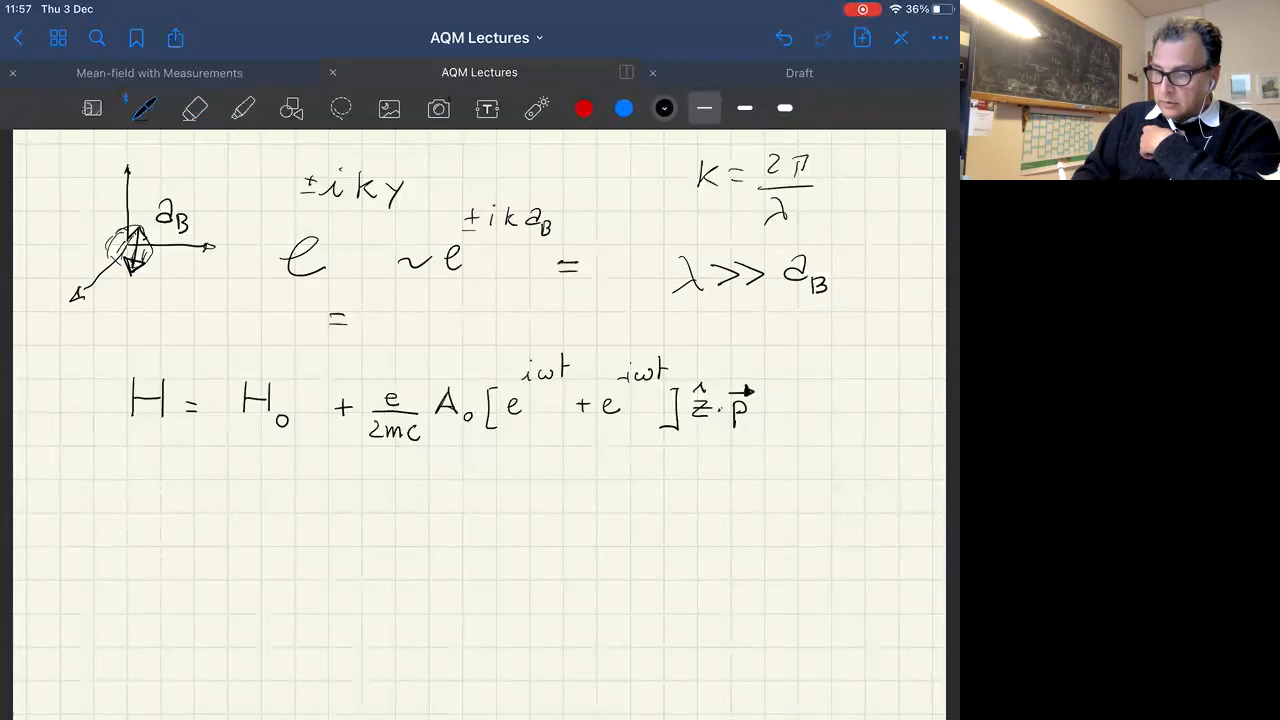 11:57 Thu 3 Dec
36%
AQM Lectures
Mean-field with Measurements
AQM Lectures
Draft
a_B
e^{±iky} ~ e^{±ika_B} =
k = 2π/λ
λ >> a_B
=
H = H_0 + e/2mc A_0 [e^{iωt} + e^{-iωt}] ẑ · p⃗